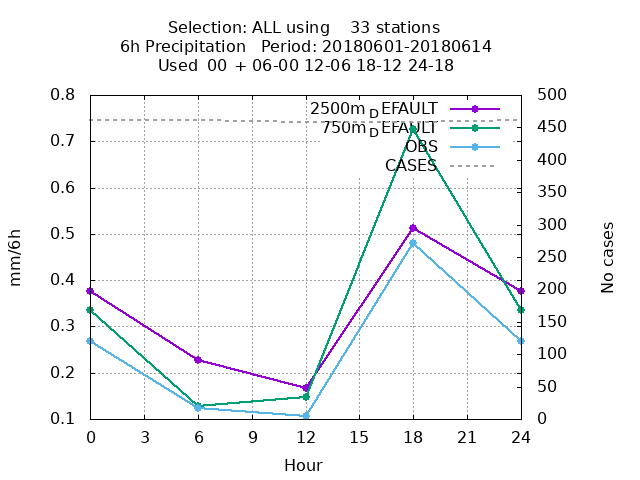 Selection: ALL using    33 stations
6h Precipitation   Period: 20180601-20180614
Used  00 + 06-00 12-06 18-12 24-18
2500m_DEFAULT
750m_DEFAULT
OBS
CASES
0.8
0.7
0.6
0.5
0.4
0.3
0.2
0.1
mm/6h
500
450
400
350
300
250
200
150
100
50
0
No cases
0 3 6 9 12 15 18 21 24
Hour